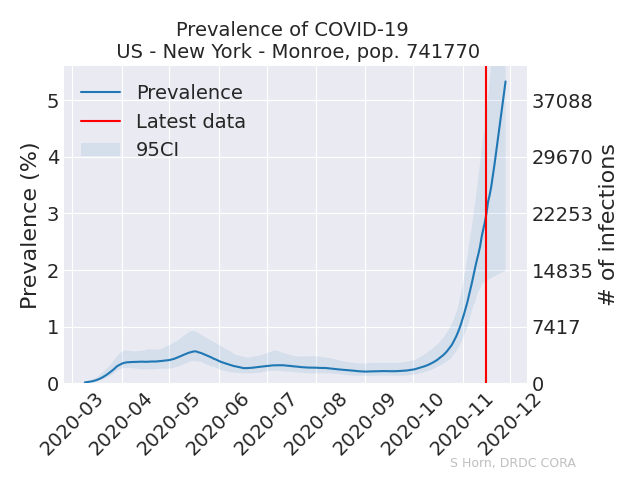 Prevalence of COVID-19
US - New York - Monroe, pop. 741770
Prevalence
Latest data
95CI
Prevalence (%)
5
4
3
2
1
0
37088
29670
22253
14835
7417
0
# of infections
2020-03
2020-04
2020-05
2020-06
2020-07
2020-08
2020-09
2020-10
2020-11
2020-12
S Horn, DRDC CORA